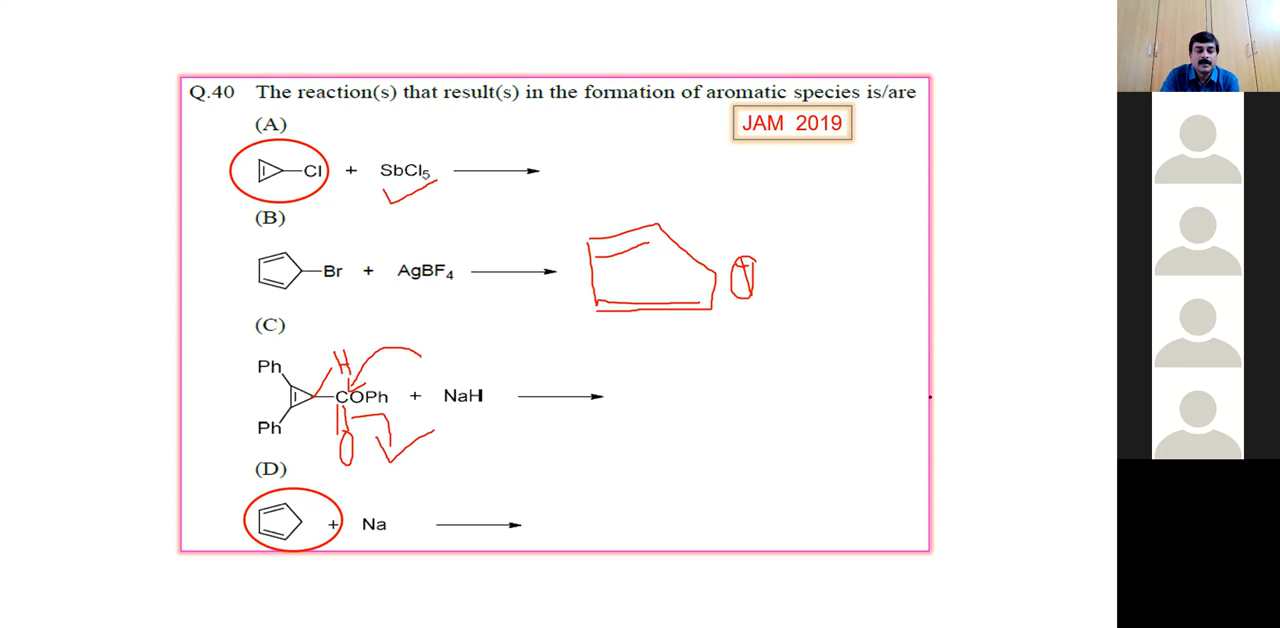 Q.40 The reaction(s) that result(s) in the formation of aromatic species is/are
JAM 2019
(A)
Cl + SbCl5
(B)
Br + AgBF4
+
(C)
Ph
H
COPh + NaH
O
Ph
(D)
+ Na